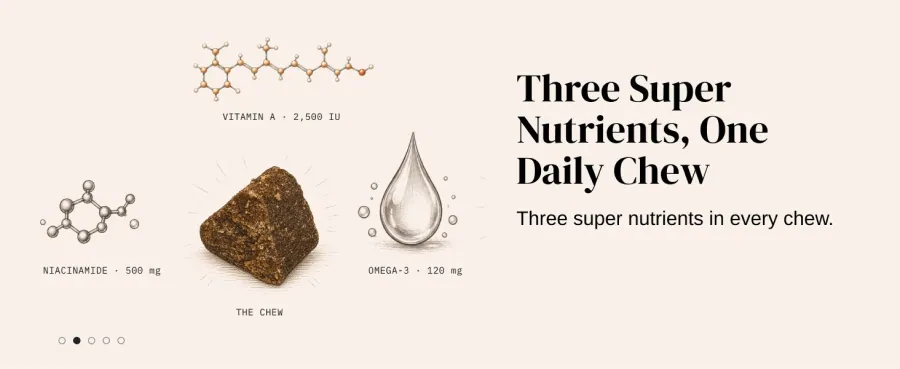 VITAMIN A · 2,500 IU
NIACINAMIDE · 500 mg
OMEGA-3 · 120 mg
THE CHEW
Three Super
Nutrients, One
Daily Chew
Three super nutrients in every chew.